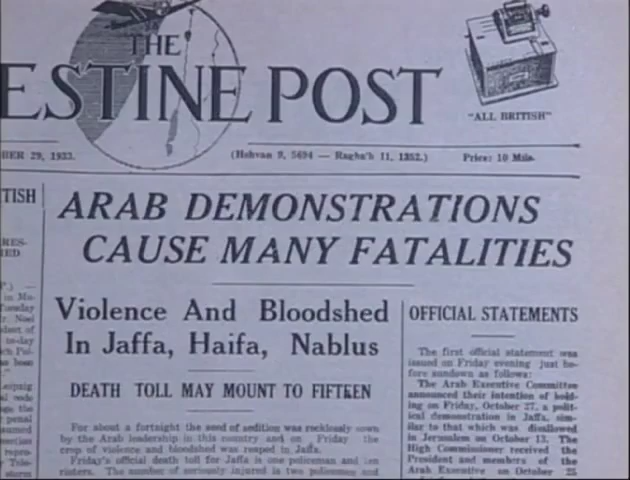 THE
ESTINE POST
"ALL BRITISH"
BER 29, 1933.
(Heshvan 9, 5694 — Ragab 11, 1352.)
Price: 10 Mils.
TISH
ARAB DEMONSTRATIONS
CAUSE MANY FATALITIES
Violence And Bloodshed
In Jaffa, Haifa, Nablus
DEATH TOLL MAY MOUNT TO FIFTEEN
For about a fortnight the seed of sedition was recklessly sown
by the Arab leadership in this country and on Friday the
crop of violence and bloodshed was reaped in Jaffa.
Friday's official death toll for Jaffa is one policeman and ten
rioters. The number of seriously injured is two policemen and
OFFICIAL STATEMENTS
The first official statement was
issued on Friday evening just be-
fore sundown as follows:
The Arab Executive Committee
announced their intention of hold-
ing on Friday, October 27, a polit-
ical demonstration in Jaffa, sim-
ilar to that which was disallowed
in Jerusalem on October 13. The
High Commissioner received the
President and members of the
Arab Executive on October 25